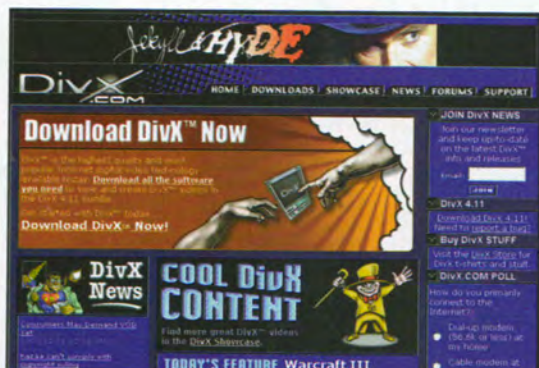 Jekyll & HYDE
DivX
.COM
HOME | DOWNLOADS | SHOWCASE | NEWS | FORUMS | SUPPORT
Download DivX™ Now
DivX™ is the highest quality and most
popular Internet digital video technology
available today. Download all the software
you need to view and create DivX™ videos in
the DivX 4.11 bundle.
Get started with DivX™ today.
Download DivX™ Now!
DivX
News
Consumers May Demand VOD
Yet
COOL DivX
CONTENT
Find more great DivX™ videos
in the DivX Showcase.
TODAY'S FEATURE Warcraft III
JOIN DivX NEWS
Join our newsletter
and keep up-to-date
on the latest DivX™
info and releases
Email:
JOIN
DivX 4.11
Download DivX 4.11!
Need to report a bug?
Buy DivX STUFF
Visit the DivX Store for
DivX t-shirts and stuff.
DivX.COM POLL
How do you primarily
connect to the
Internet?
Dial-up modem
(56.6k or less) at
my home
Cable modem at